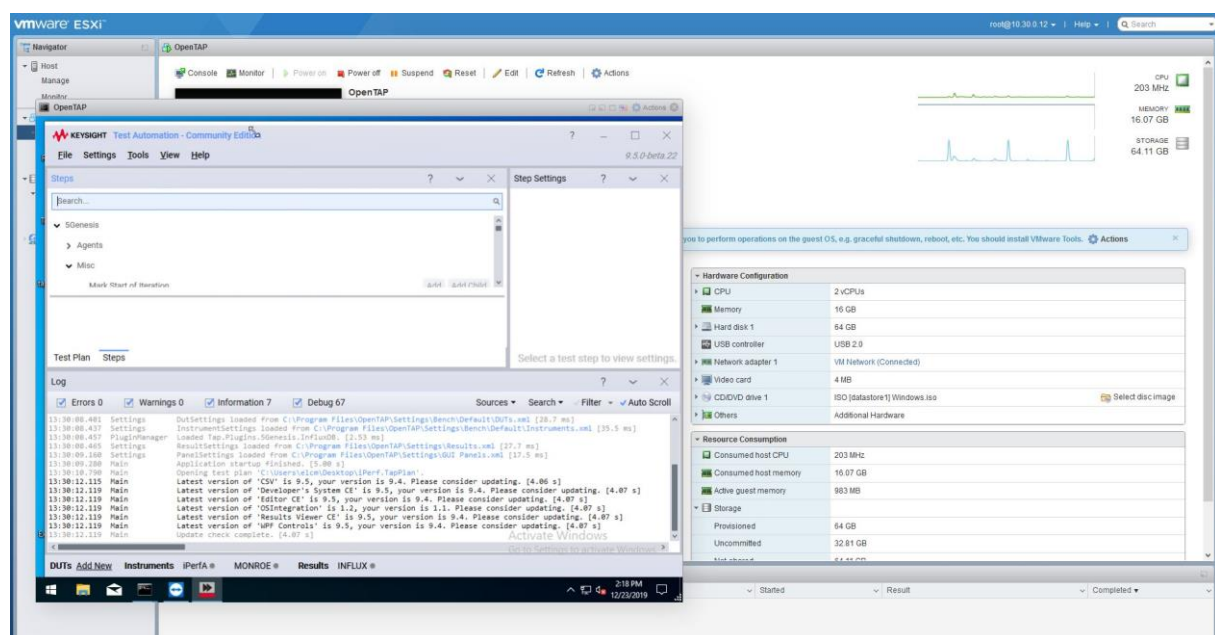 vmware ESXi
root@10.30.0.12 | Help | Search
Navigator
OpenTAP
Host
Manage
Monitor
Console Monitor | Power on Power off Suspend Reset | Edit | Refresh | Actions
OpenTAP
CPU
203 MHz
MEMORY
16.07 GB
STORAGE
64.11 GB
OpenTAP
Actions
KEYSIGHT Test Automation - Community Edition
File Settings Tools View Help
9.5.0-beta.22
Steps
Step Settings
Search...
5Genesis
Agents
Misc
Mark Start of Iteration Add Add Child
Test Plan Steps
Select a test step to view settings.
Log
Errors 0 Warnings 0 Information 7 Debug 67
Sources Search Filter Auto Scroll
13:30:08.401 Settings DutSettings loaded from C:\Program Files\OpenTAP\Settings\Bench\Default\DUTs.xml [28.7 ms]
13:30:08.437 Settings InstrumentSettings loaded from C:\Program Files\OpenTAP\Settings\Bench\Default\Instruments.xml [35.5 ms]
13:30:08.457 PluginManager Loaded Tap.Plugins.5Genesis.InfluxDB. [2.53 ms]
Settings ResultSettings loaded from C:\Program Files\OpenTAP\Settings\Results.xml [27.7 ms]
13:30:09.168 Settings PanelSettings loaded from C:\Program Files\OpenTAP\Settings\GUI Panels.xml [17.5 ms]
13:30:09.280 Main Application startup finished. [5.00 s]
13:30:10.790 Main Opening test plan 'C:\Users\elcm\Desktop\iPerf.TapPlan'.
13:30:12.115 Main Latest version of 'CSV' is 9.5, your version is 9.4. Please consider updating. [4.06 s]
13:30:12.119 Main Latest version of 'Developer's System CE' is 9.5, your version is 9.4. Please consider updating. [4.07 s]
13:30:12.119 Main Latest version of 'Editor CE' is 9.5, your version is 9.4. Please consider updating. [4.07 s]
13:30:12.119 Main Latest version of 'OSIntegration' is 1.2, your version is 1.1. Please consider updating. [4.07 s]
13:30:12.119 Main Latest version of 'Results Viewer CE' is 9.5, your version is 9.4. Please consider updating. [4.07 s]
13:30:12.119 Main Latest version of 'WPF Controls' is 9.5, your version is 9.4. Please consider updating. [4.07 s]
13:30:12.119 Main Update check complete. [4.07 s]
Activate Windows
Go to Settings to activate Windows.
DUTs Add New Instruments iPerfA MONROE Results INFLUX
2:18 PM
12/23/2019
you to perform operations on the guest OS, e.g. graceful shutdown, reboot, etc. You should install VMware Tools. Actions
Hardware Configuration
CPU 2 vCPUs
Memory 16 GB
Hard disk 1 64 GB
USB controller USB 2.0
Network adapter 1 VM Network (Connected)
Video card 4 MB
CD/DVD drive 1 ISO [datastore1] Windows.iso Select disc image
Others Additional Hardware
Resource Consumption
Consumed host CPU 203 MHz
Consumed host memory 16.07 GB
Active guest memory 983 MB
Storage
Provisioned 64 GB
Uncommitted 32.81 GB
Not shared 64.11 GB
Started Result Completed